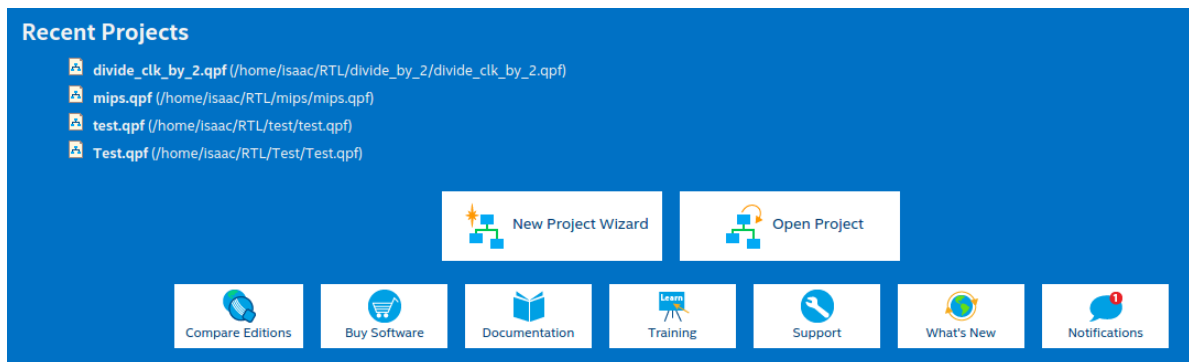 Recent Projects
divide_clk_by_2.qpf (/home/isaac/RTL/divide_by_2/divide_clk_by_2.qpf)
mips.qpf (/home/isaac/RTL/mips/mips.qpf)
test.qpf (/home/isaac/RTL/test/test.qpf)
Test.qpf (/home/isaac/RTL/Test/Test.qpf)
New Project Wizard
Open Project
Learn
1
Compare Editions
Buy Software
Documentation
Training
Support
What's New
Notifications